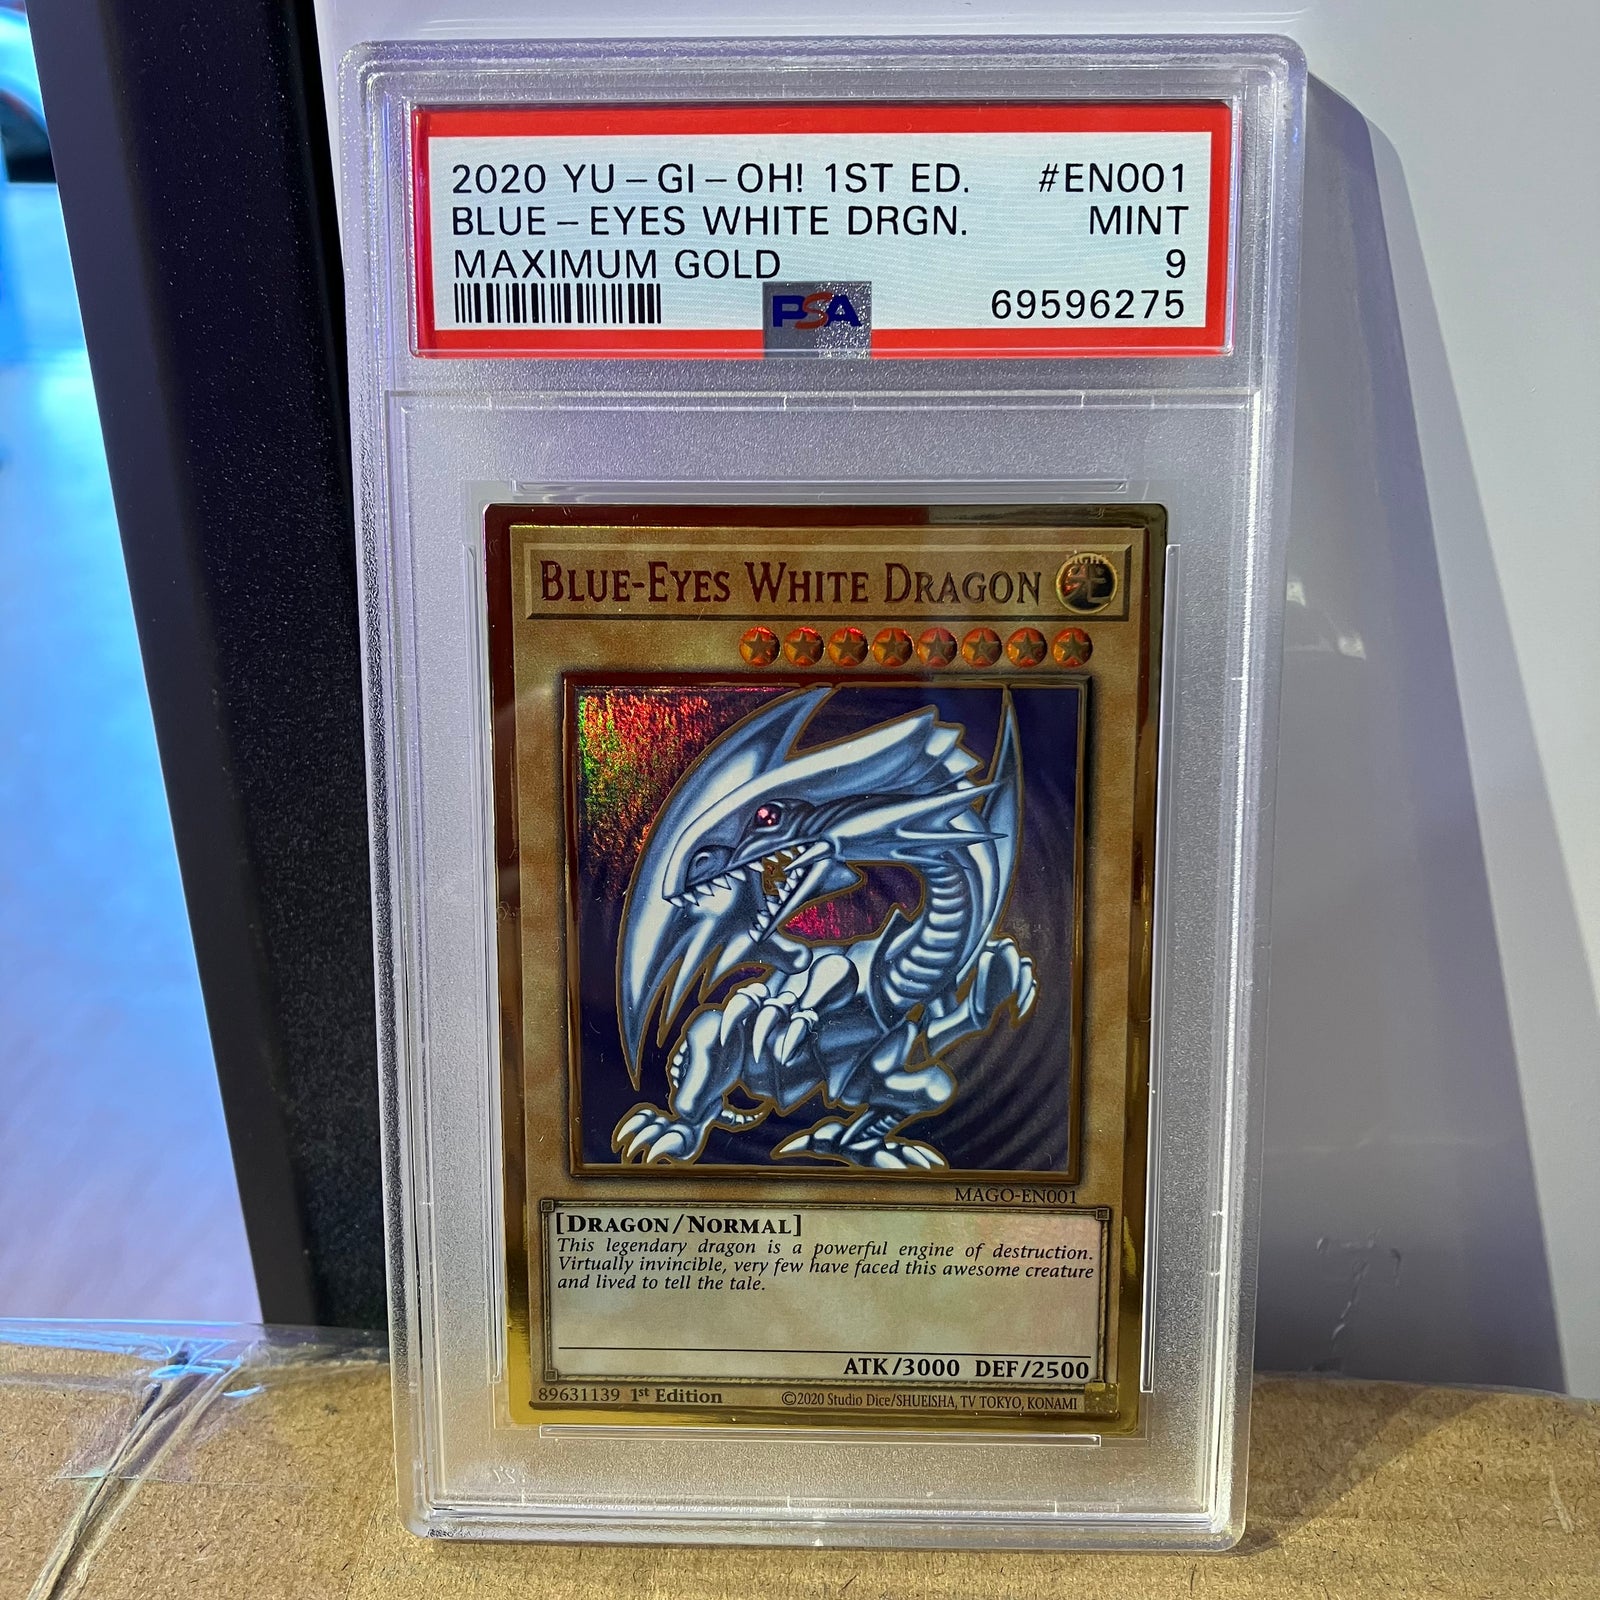 2020 YU-GI-OH! 1ST ED. #EN001
BLUE-EYES WHITE DRGN. MINT
MAXIMUM GOLD 9
PSA 69596275
BLUE-EYES WHITE DRAGON
MAGO-EN001
[DRAGON/NORMAL]
This legendary dragon is a powerful engine of destruction.
Virtually invincible, very few have faced this awesome creature
and lived to tell the tale.
ATK/3000 DEF/2500
89631139 1st Edition ©2020 Studio Dice/SHUEISHA, TV TOKYO, KONAMI